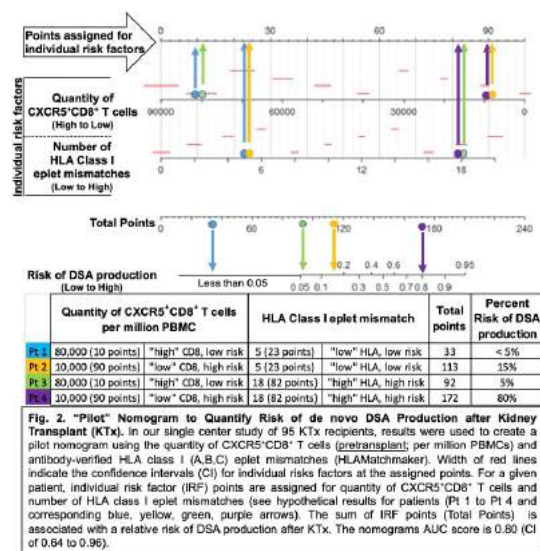 Points assigned for individual risk factors
0 30 60 90
Individual risk factors
Quantity of CXCR5⁺CD8⁺ T cells (High to Low)
90000 60000 30000 0
Number of HLA Class I eplet mismatches (Low to High)
0 6 12 18
Total Points
0 60 120 180 240
0.2 0.4 0.6 0.95
Risk of DSA production (Low to High)
Less than 0.05
0.05 0.1 0.3 0.5 0.7 0.8 0.9
Quantity of CXCR5⁺CD8⁺ T cells per million PBMC HLA Class I eplet mismatch Total points Percent Risk of DSA production
Pt 1 80,000 (10 points) "high" CD8, low risk 5 (23 points) "low" HLA, low risk 33 < 5%
Pt 2 10,000 (90 points) "low" CD8, high risk 5 (23 points) "low" HLA, low risk 113 15%
Pt 3 80,000 (10 points) "high" CD8, low risk 18 (82 points) "high" HLA, high risk 92 5%
Pt 4 10,000 (90 points) "low" CD8, high risk 18 (82 points) "high" HLA, high risk 172 80%
Fig. 2. "Pilot" Nomogram to Quantify Risk of de novo DSA Production after Kidney
Transplant (KTx). In our single center study of 95 KTx recipients, results were used to create a
pilot nomogram using the quantity of CXCR5⁺CD8⁺ T cells (pretransplant; per million PBMCs) and
antibody-verified HLA class I (A,B,C) eplet mismatches (HLAMatchmaker). Width of red lines
indicate the confidence intervals (CI) for individual risks factors at the assigned points. For a given
patient, individual risk factor (IRF) points are assigned for quantity of CXCR5⁺CD8⁺ T cells and
number of HLA class I eplet mismatches (see hypothetical results for patients (Pt 1 to Pt 4 and
corresponding blue, yellow, green, purple arrows). The sum of IRF points (Total Points) is
associated with a relative risk of DSA production after KTx. The nomograms AUC score is 0.80 (CI
of 0.64 to 0.96).